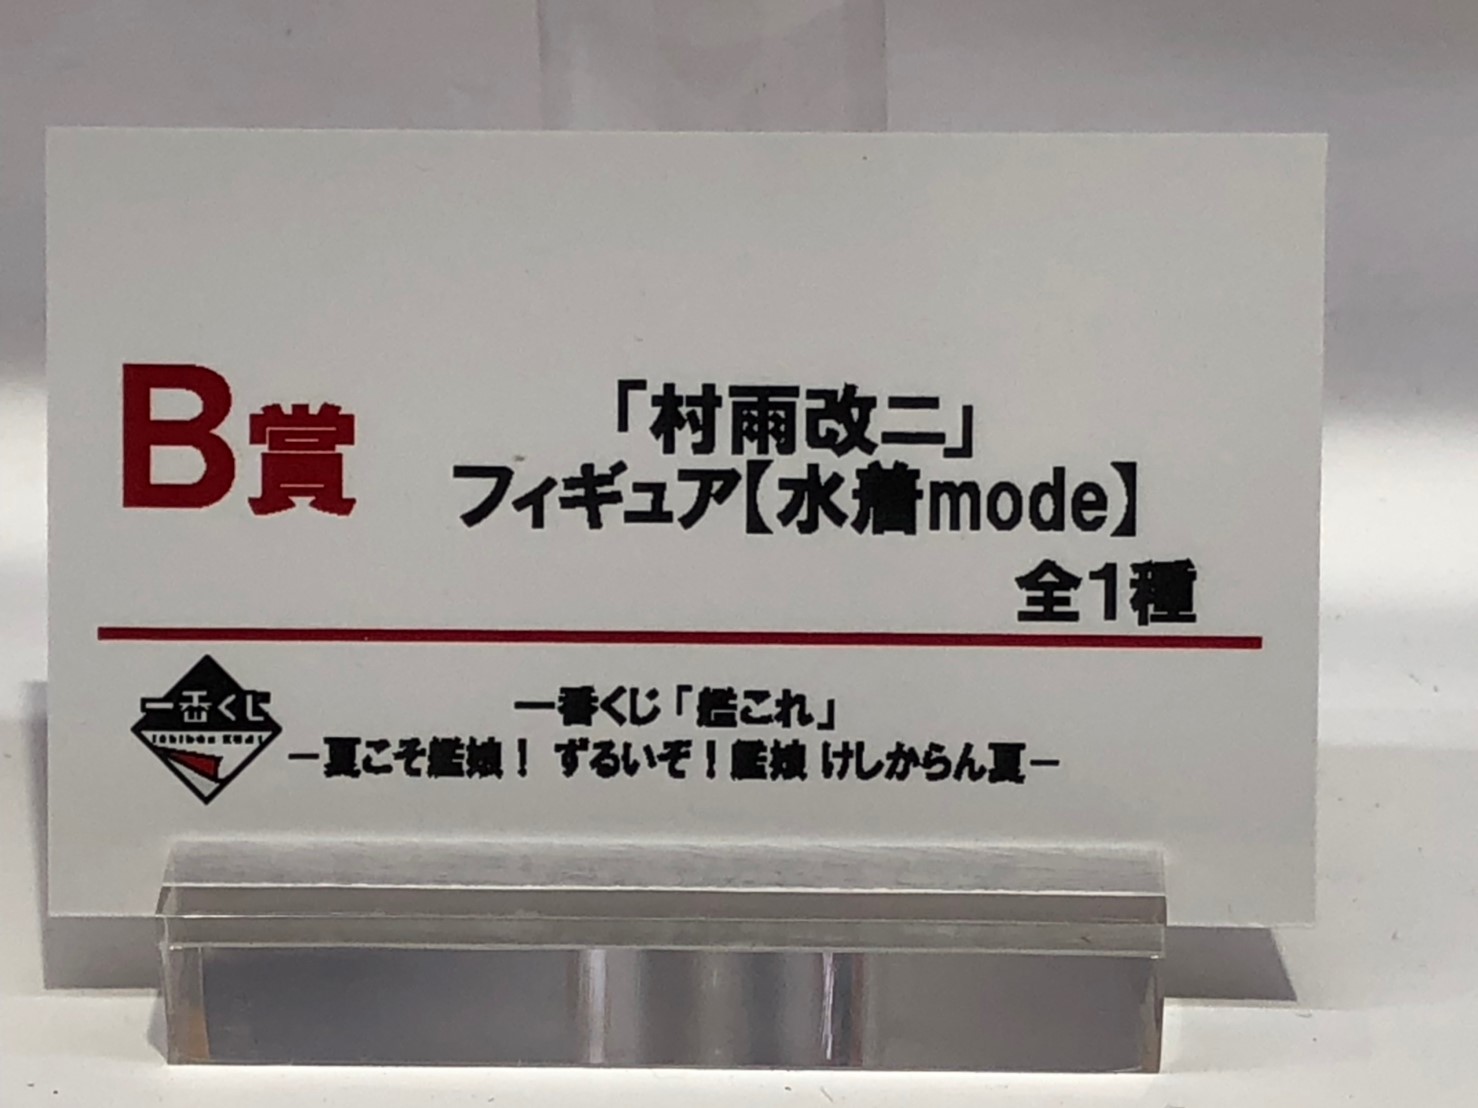 B賞
「村雨改二」
フィギュア【水着mode】
全1種
一番くじ
Ichiban KUJI
一番くじ「艦これ」
－夏こそ艦娘！ ずるいぞ！艦娘 けしからん夏－